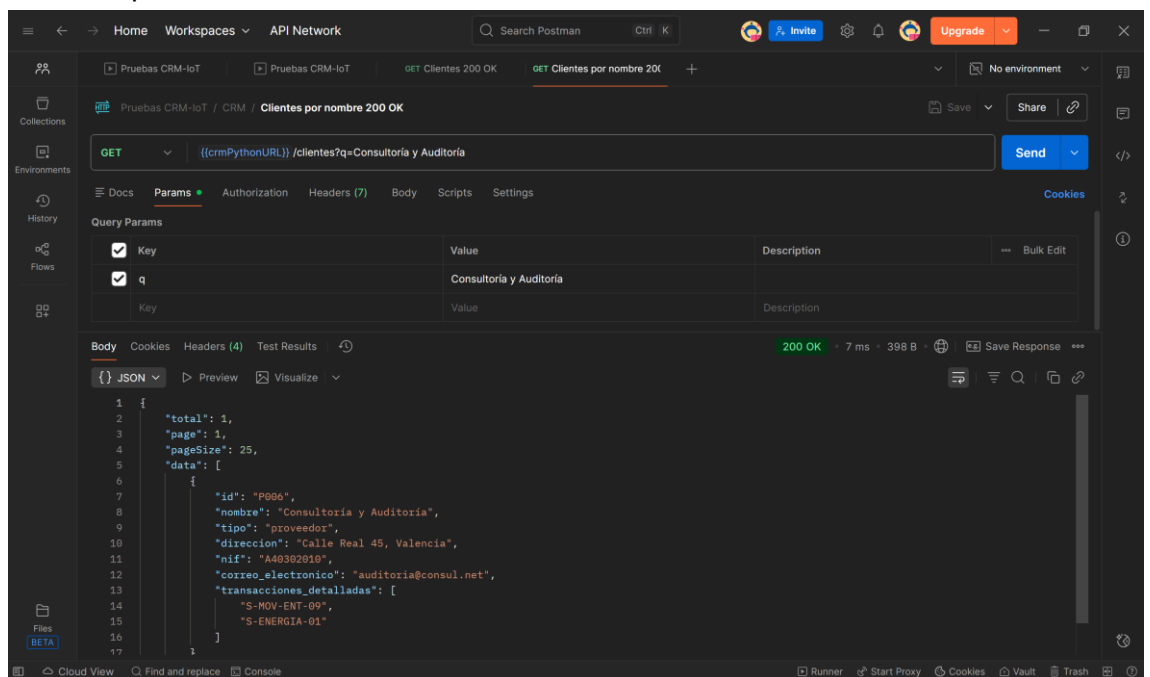 Home Workspaces API Network Search Postman Ctrl K Invite Upgrade
Pruebas CRM-IoT Pruebas CRM-IoT GET Clientes 200 OK GET Clientes por nombre 20( No environment
Collections
HTTP Pruebas CRM-IoT / CRM / Clientes por nombre 200 OK Save Share
GET {{crmPythonURL}} /clientes?q=Consultoría y Auditoría Send
Environments
Docs Params Authorization Headers (7) Body Scripts Settings Cookies
History
Query Params
Key Value Description Bulk Edit
Flows
q Consultoría y Auditoría
Key Value Description
Body Cookies Headers (4) Test Results 200 OK 7 ms 398 B e.g. Save Response
{} JSON Preview Visualize
1 {
2 "total": 1,
3 "page": 1,
4 "pageSize": 25,
5 "data": [
6 {
7 "id": "P006",
8 "nombre": "Consultoría y Auditoría",
9 "tipo": "proveedor",
10 "direccion": "Calle Real 45, Valencia",
11 "nif": "A40302010",
12 "correo_electronico": "auditoria@consul.net",
13 "transacciones_detalladas": [
14 "S-MOV-ENT-09",
15 "S-ENERGIA-01"
16 ]
17 }
Files
BETA
Cloud View Find and replace Console Runner Start Proxy Cookies Vault Trash